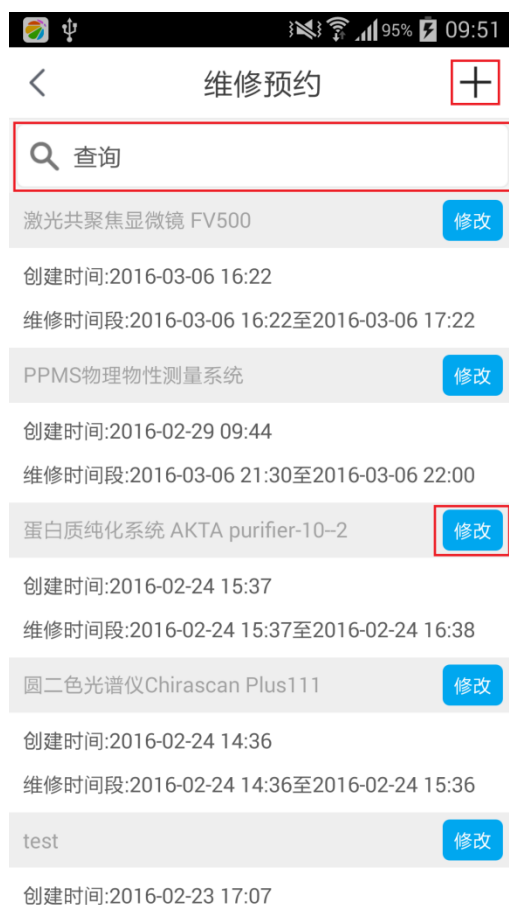 95% 09:51
维修预约
查询
激光共聚焦显微镜 FV500 修改
创建时间:2016-03-06 16:22
维修时间段:2016-03-06 16:22至2016-03-06 17:22
PPMS物理物性测量系统 修改
创建时间:2016-02-29 09:44
维修时间段:2016-03-06 21:30至2016-03-06 22:00
蛋白质纯化系统 AKTA purifier-10--2 修改
创建时间:2016-02-24 15:37
维修时间段:2016-02-24 15:37至2016-02-24 16:38
圆二色光谱仪Chirascan Plus111 修改
创建时间:2016-02-24 14:36
维修时间段:2016-02-24 14:36至2016-02-24 15:36
test 修改
创建时间:2016-02-23 17:07